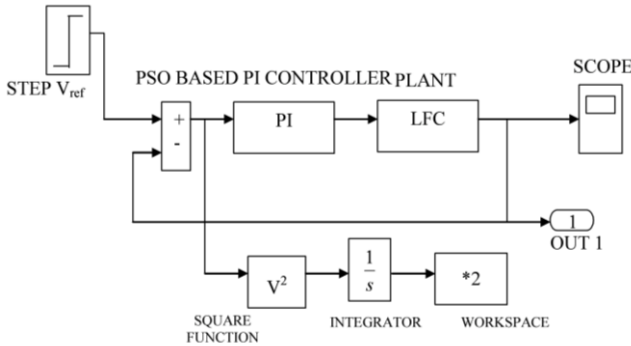 STEP Vref
PSO BASED PI CONTROLLER
PLANT
SCOPE
+
-
PI
LFC
1
OUT 1
V²
1
s
*2
SQUARE
FUNCTION
INTEGRATOR
WORKSPACE